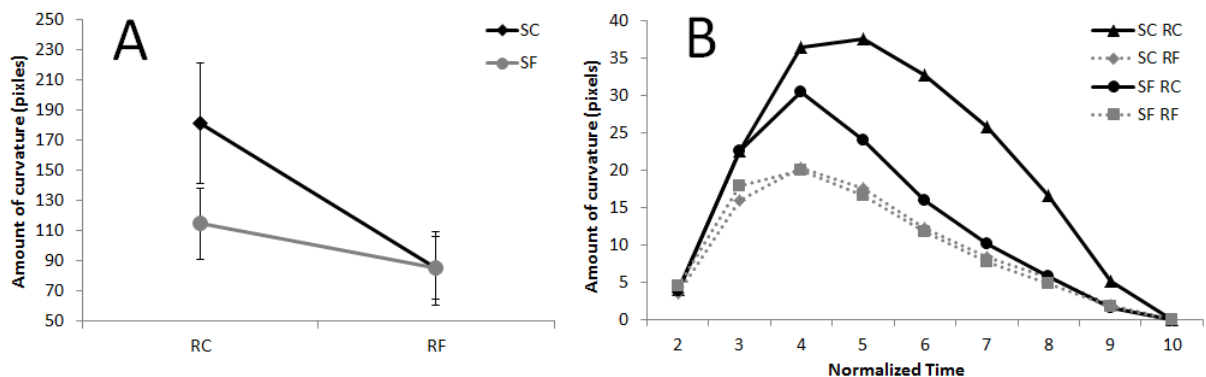 A
Amount of curvature (pixles)
250
230
210
190
170
150
130
110
90
70
50
RC
RF
SC
SF
B
Amount of curvature (pixels)
40
35
30
25
20
15
10
5
0
2 3 4 5 6 7 8 9 10
Normalized Time
SC RC
SC RF
SF RC
SF RF